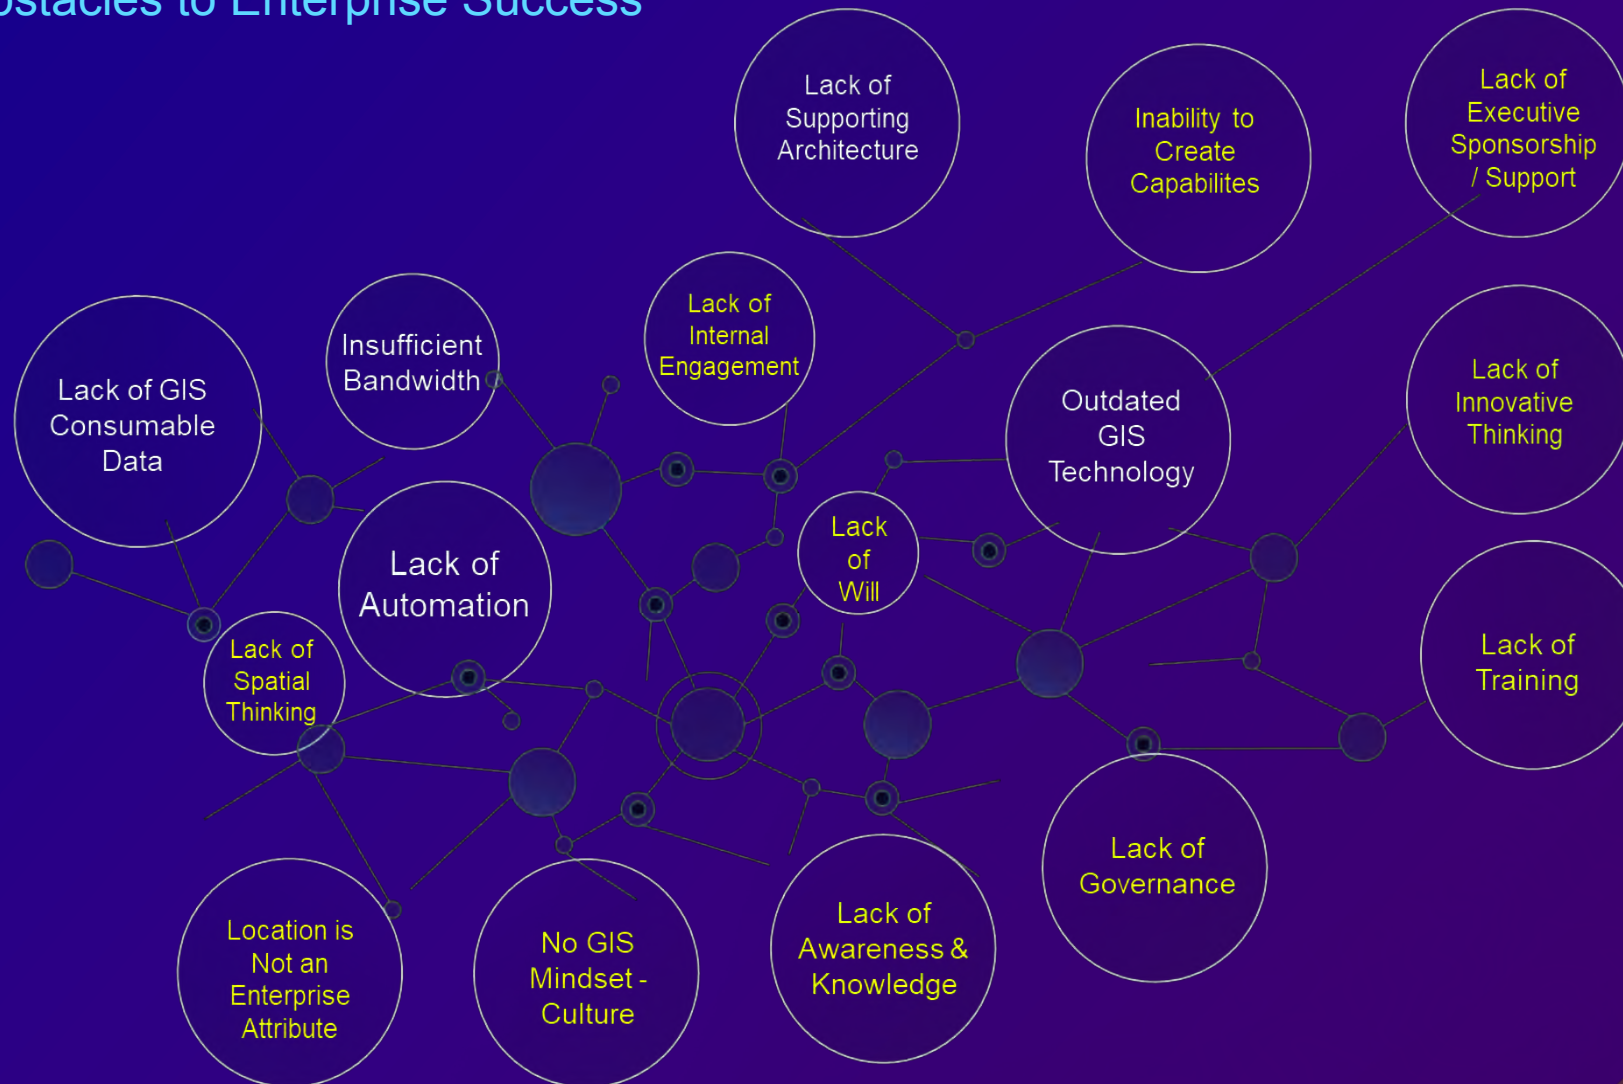 to Enterprise Success
Lack of
Supporting
Architecture
Inability to
Create
Capabilites
Lack of
Executive
Sponsorship
/ Support
Lack of GIS
Consumable
Data
Insufficient
Bandwidth
Lack of
Internal
Engagement
Outdated
GIS
Technology
Lack of
Innovative
Thinking
Lack of
Automation
Lack
of
Will
Lack of
Spatial
Thinking
Lack of
Training
Location is
Not an
Enterprise
Attribute
No GIS
Mindset -
Culture
Lack of
Awareness &
Knowledge
Lack of
Governance